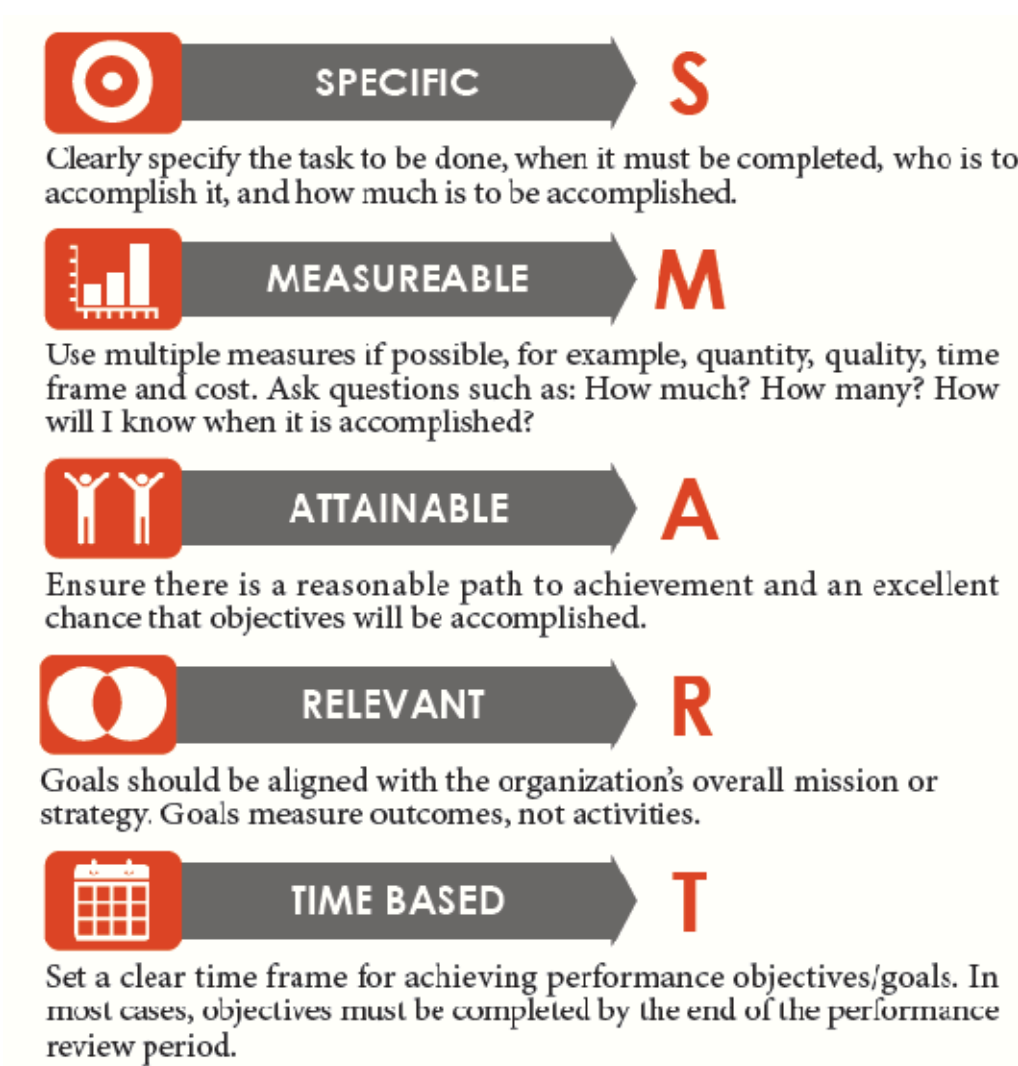 SPECIFIC S
Clearly specify the task to be done, when it must be completed, who is to
accomplish it, and how much is to be accomplished.
MEASUREABLE M
Use multiple measures if possible, for example, quantity, quality, time
frame and cost. Ask questions such as: How much? How many? How
will I know when it is accomplished?
ATTAINABLE A
Ensure there is a reasonable path to achievement and an excellent
chance that objectives will be accomplished.
RELEVANT R
Goals should be aligned with the organization's overall mission or
strategy. Goals measure outcomes, not activities.
TIME BASED T
Set a clear time frame for achieving performance objectives/goals. In
most cases, objectives must be completed by the end of the performance
review period.